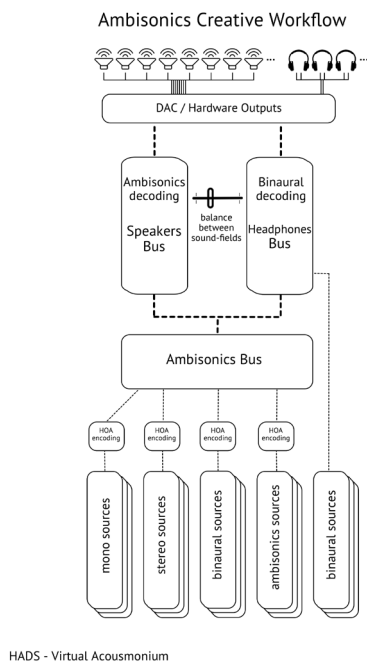 Ambisonics Creative Workflow
...
...
DAC / Hardware Outputs
Ambisonics
decoding
Speakers
Bus
balance
between
sound-fields
Binaural
decoding
Headphones
Bus
Ambisonics Bus
HOA
encoding
HOA
encoding
HOA
encoding
HOA
encoding
mono sources
stereo sources
binaural sources
ambisonics sources
binaural sources
HADS - Virtual Acousmonium